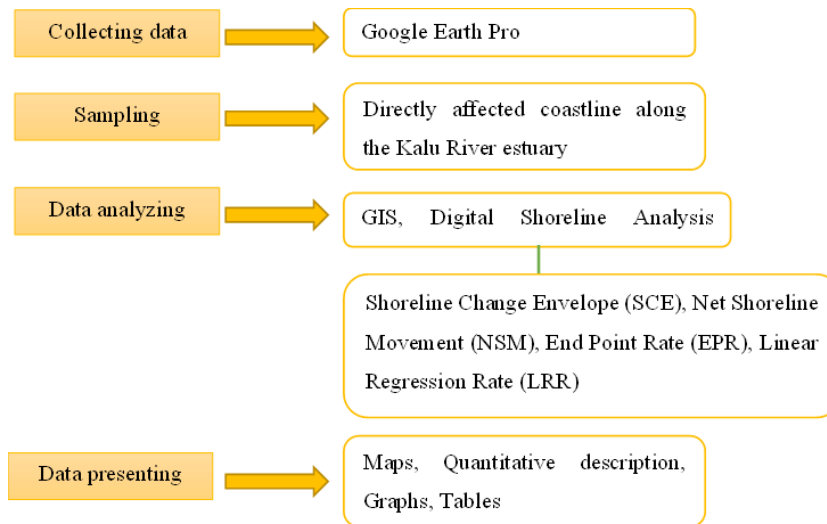 Collecting data
Google Earth Pro
Sampling
Directly affected coastline along
the Kalu River estuary
Data analyzing
GIS, Digital Shoreline Analysis
Shoreline Change Envelope (SCE), Net Shoreline
Movement (NSM), End Point Rate (EPR), Linear
Regression Rate (LRR)
Data presenting
Maps, Quantitative description,
Graphs, Tables